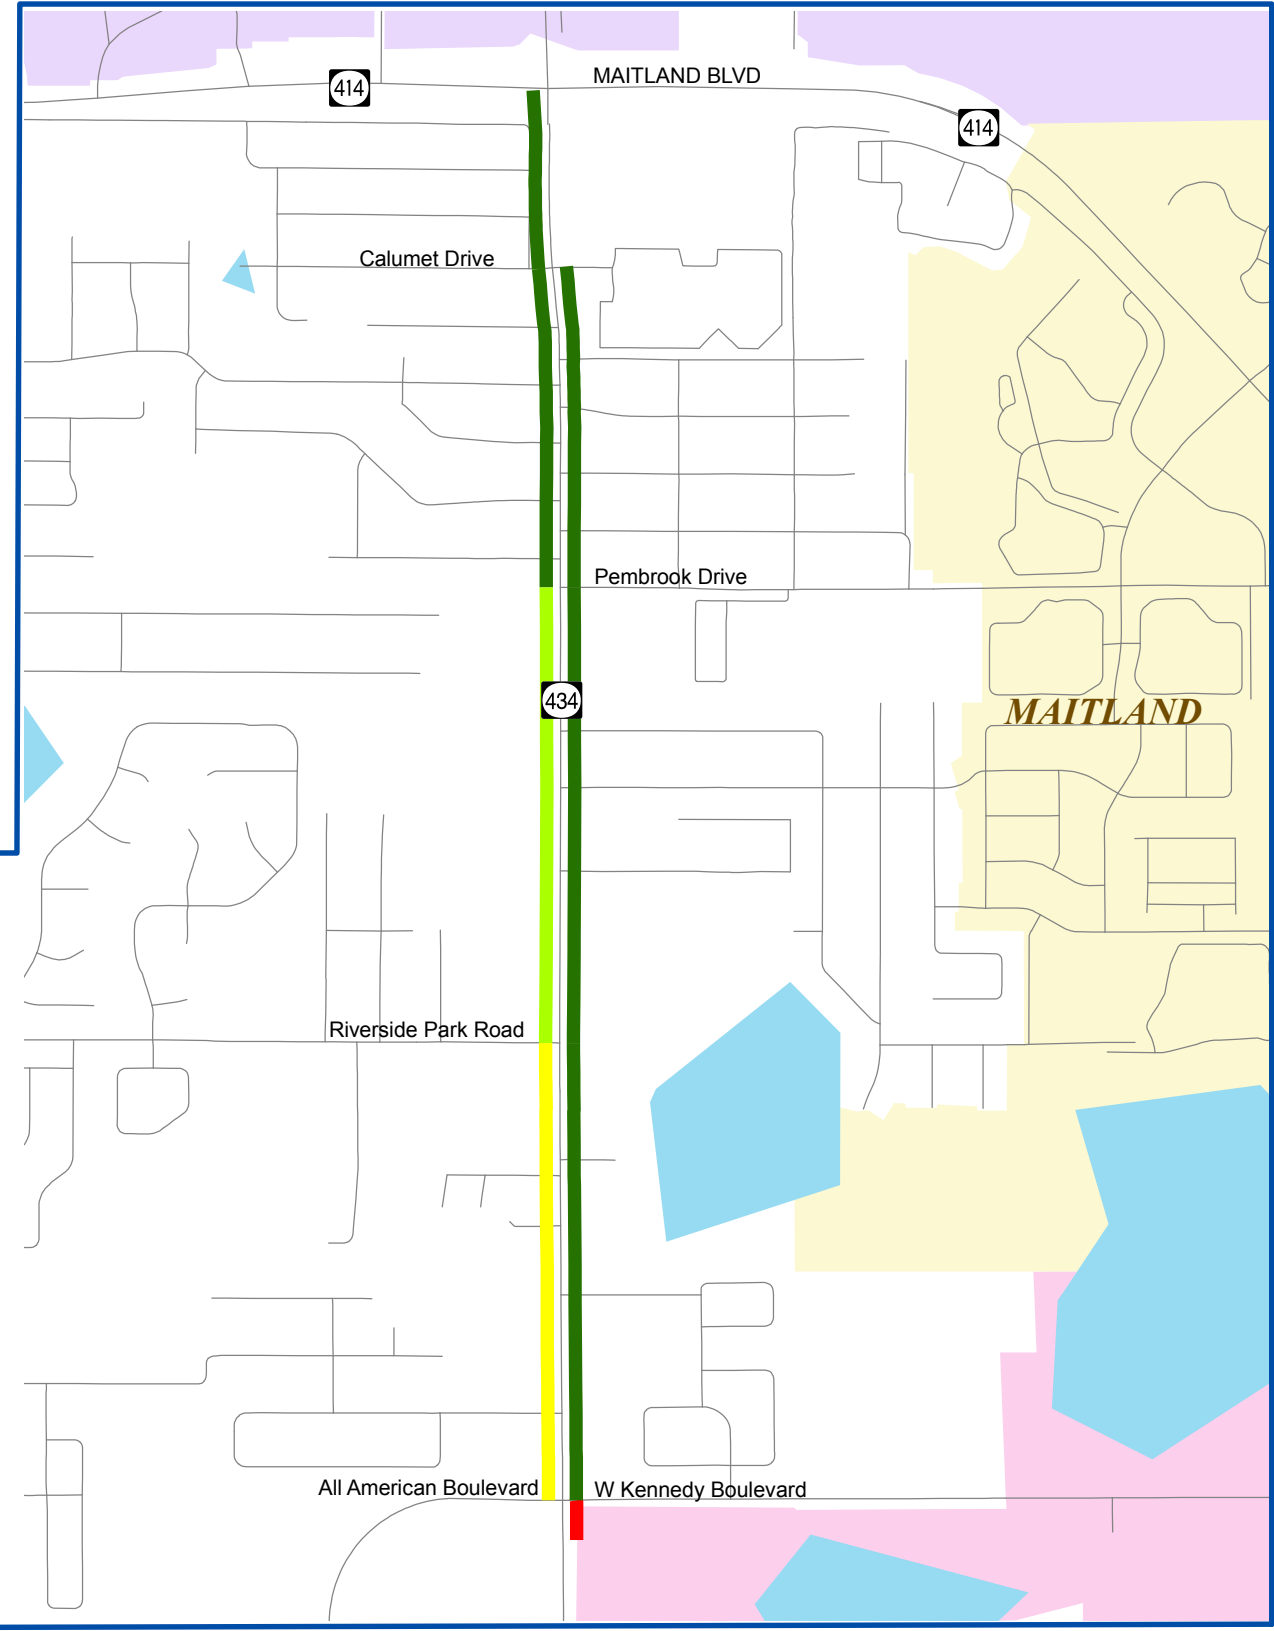 MAITLAND BLVD
414
414
Calumet Drive
Pembrook Drive
434
MAITLAND
Riverside Park Road
All American Boulevard
W Kennedy Boulevard